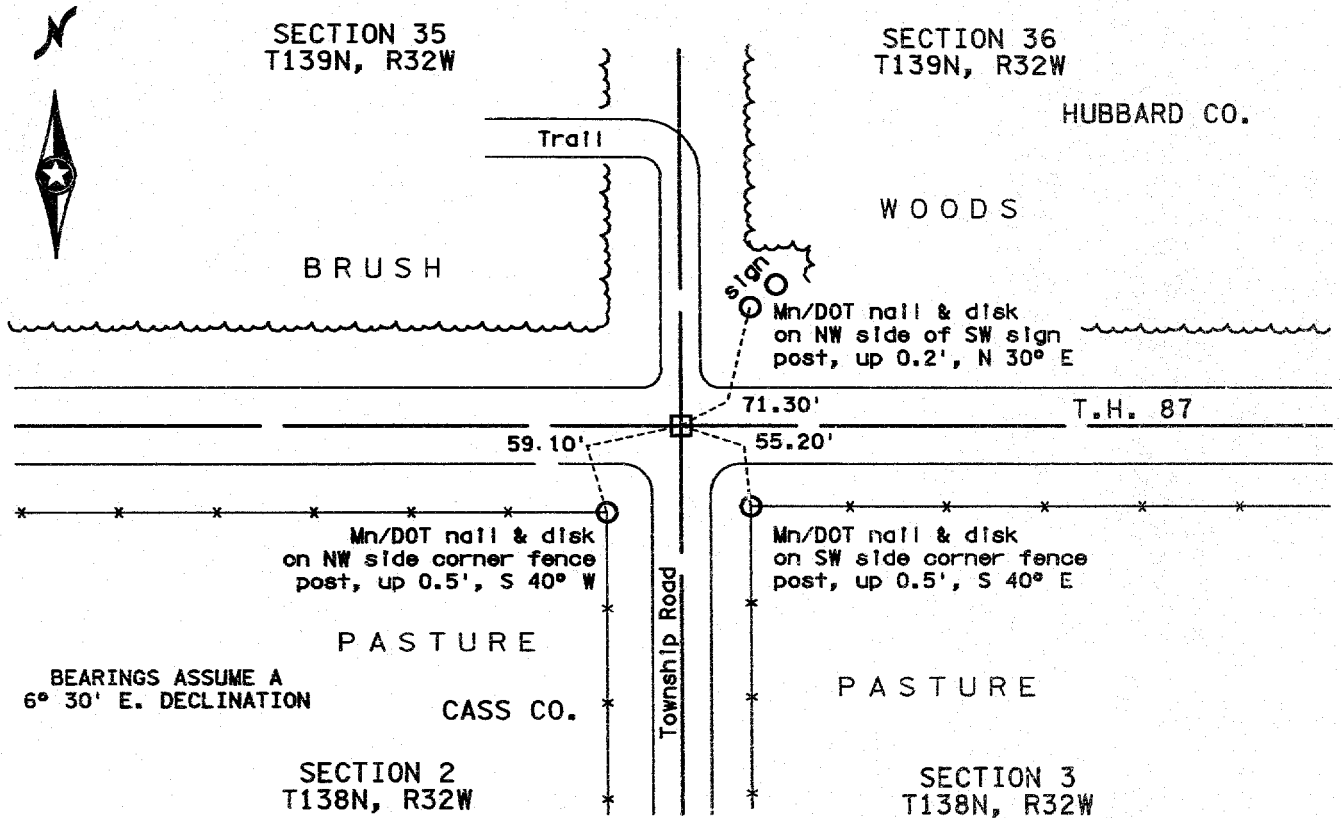 N
SECTION 35
T139N, R32W
SECTION 36
T139N, R32W
HUBBARD CO.
Trail
WOODS
BRUSH
sign
Mn/DOT nail & disk
on NW side of SW sign
post, up 0.2', N 30° E
71.30'
T.H. 87
59.10'
55.20'
Mn/DOT nail & disk
on NW side corner fence
post, up 0.5', S 40° W
Mn/DOT nail & disk
on SW side corner fence
post, up 0.5', S 40° E
Township Road
PASTURE
BEARINGS ASSUME A
6° 30' E. DECLINATION
CASS CO.
PASTURE
SECTION 2
T138N, R32W
SECTION 3
T138N, R32W